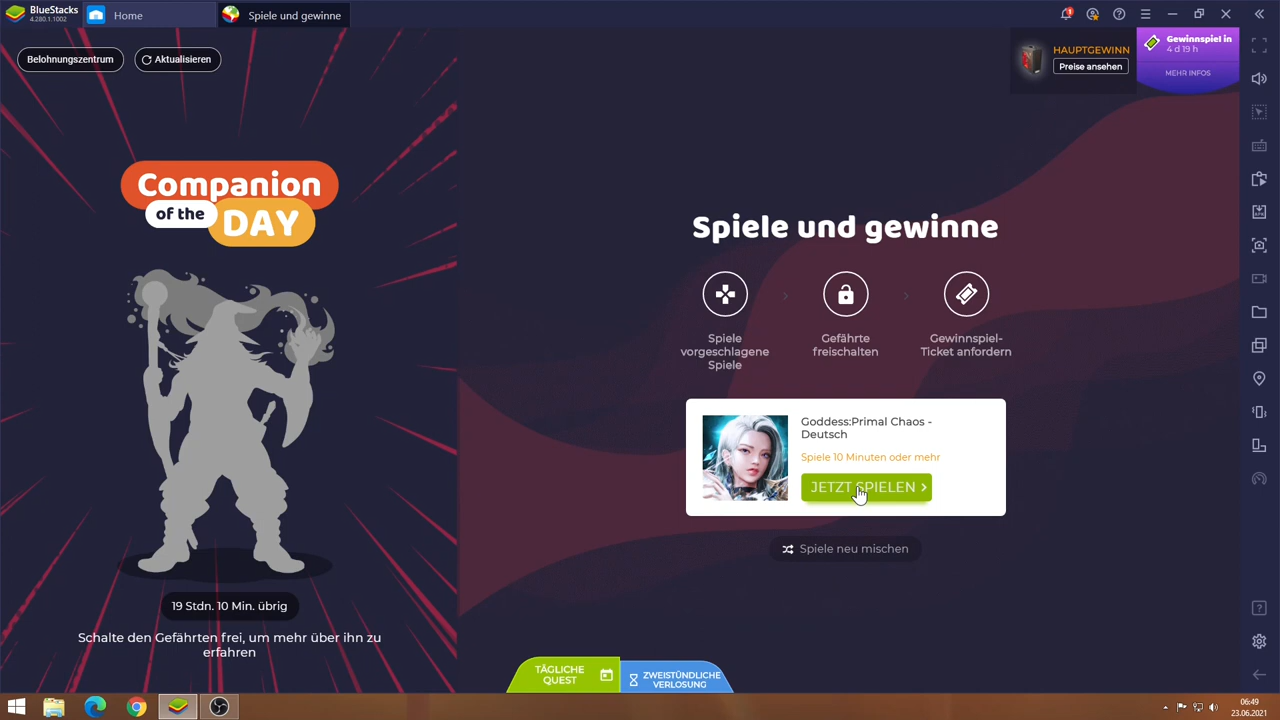 BlueStacks
4.280.1.1002
Home
Spiele und gewinne
Belohnungszentrum
Aktualisieren
HAUPTGEWINN
Preise ansehen
Gewinnspiel in
4 d 19 h
MEHR INFOS
Companion
of the
DAY
19 Stdn. 10 Min. übrig
Schalte den Gefährten frei, um mehr über ihn zu
erfahren
Spiele und gewinne
Spiele
vorgeschlagene
Spiele
Gefährte
freischalten
Gewinnspiel-
Ticket anfordern
Goddess:Primal Chaos -
Deutsch
Spiele 10 Minuten oder mehr
JETZT SPIELEN
Spiele neu mischen
TÄGLICHE
QUEST
ZWEISTÜNDLICHE
VERLOSUNG
06:49
23.06.2021